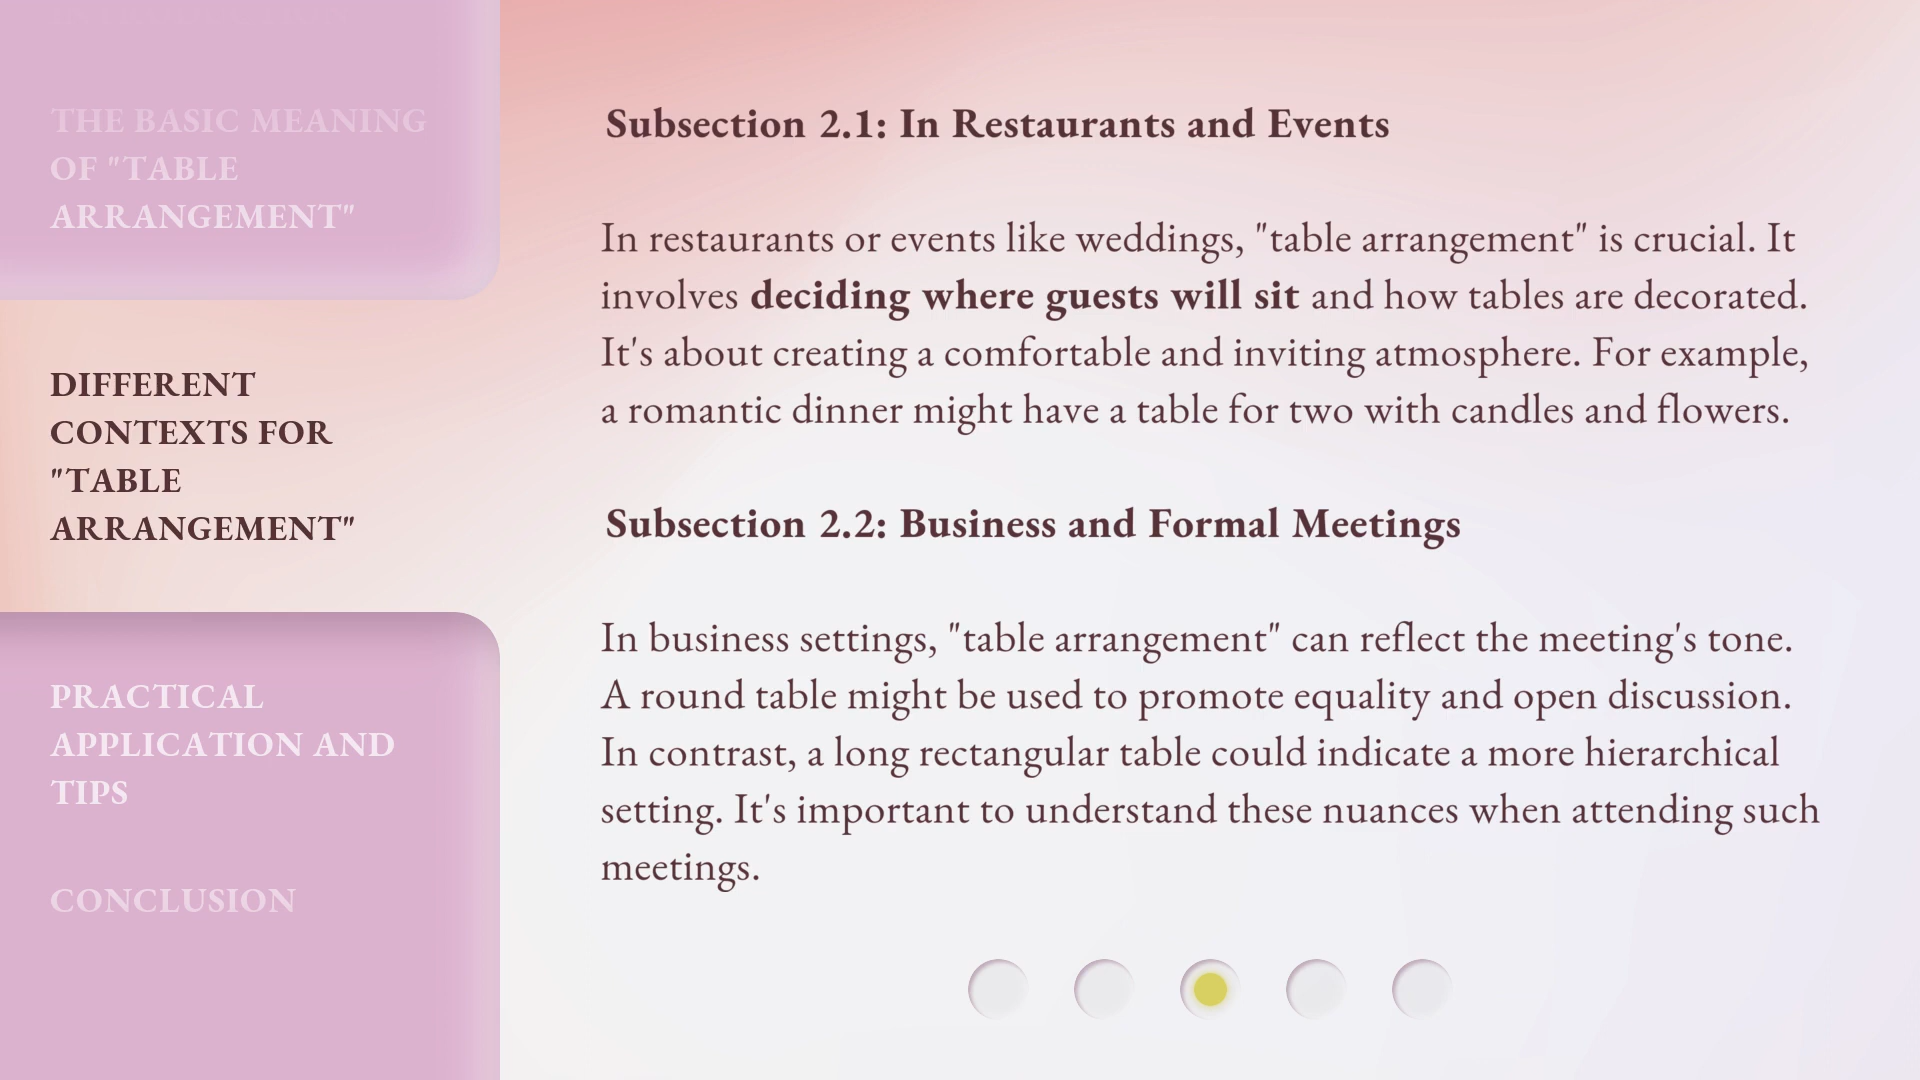 THE BASIC MEANING
OF "TABLE
ARRANGEMENT"
DIFFERENT
CONTEXTS FOR
"TABLE
ARRANGEMENT"
PRACTICAL
APPLICATION AND
TIPS
CONCLUSION
Subsection 2.1: In Restaurants and Events
In restaurants or events like weddings, "table arrangement" is crucial. It
involves deciding where guests will sit and how tables are decorated.
It's about creating a comfortable and inviting atmosphere. For example,
a romantic dinner might have a table for two with candles and flowers.
Subsection 2.2: Business and Formal Meetings
In business settings, "table arrangement" can reflect the meeting's tone.
A round table might be used to promote equality and open discussion.
In contrast, a long rectangular table could indicate a more hierarchical
setting. It's important to understand these nuances when attending such
meetings.